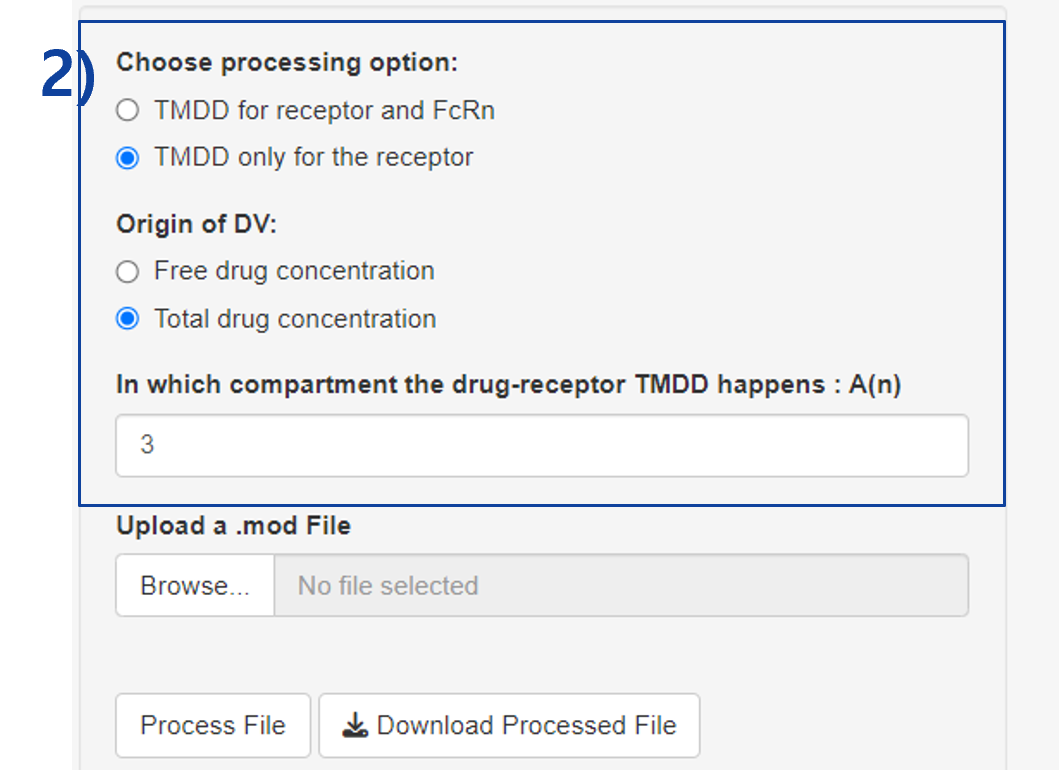 2)
Choose processing option:
TMDD for receptor and FcRn
TMDD only for the receptor
Origin of DV:
Free drug concentration
Total drug concentration
In which compartment the drug-receptor TMDD happens : A(n)
3
Upload a .mod File
Browse... No file selected
Process File Download Processed File